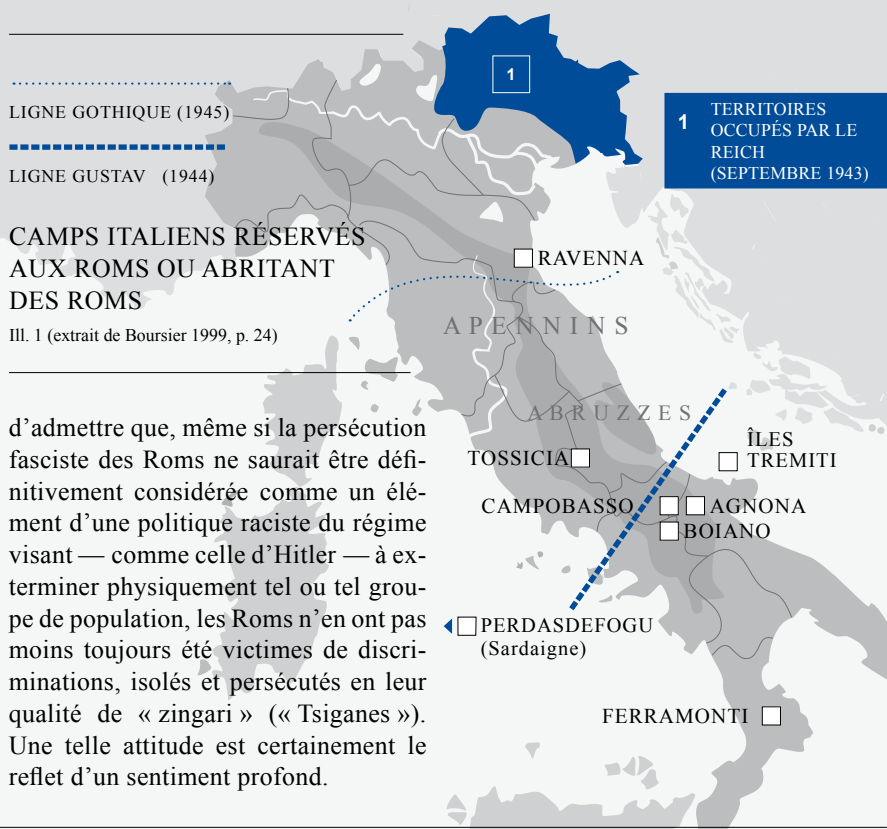 1
1 TERRITOIRES
OCCUPÉS PAR LE
REICH
(SEPTEMBRE 1943)
LIGNE GOTHIQUE (1945)
LIGNE GUSTAV (1944)
CAMPS ITALIENS RÉSERVÉS
AUX ROMS OU ABRITANT
DES ROMS
Ill. 1 (extrait de Boursier 1999, p. 24)
RAVENNA
APENNINS
ABRUZZES
TOSSICIA
ÎLES
TREMITI
CAMPOBASSO
AGNONA
BOIANO
PERDASDEFOGU
(Sardaigne)
FERRAMONTI
d'admettre que, même si la persécution
fasciste des Roms ne saurait être défi-
nitivement considérée comme un élé-
ment d'une politique raciste du régime
visant — comme celle d'Hitler — à ex-
terminer physiquement tel ou tel grou-
pe de population, les Roms n'en ont pas
moins toujours été victimes de discri-
minations, isolés et persécutés en leur
qualité de « zingari » (« Tsiganes »).
Une telle attitude est certainement le
reflet d'un sentiment profond.